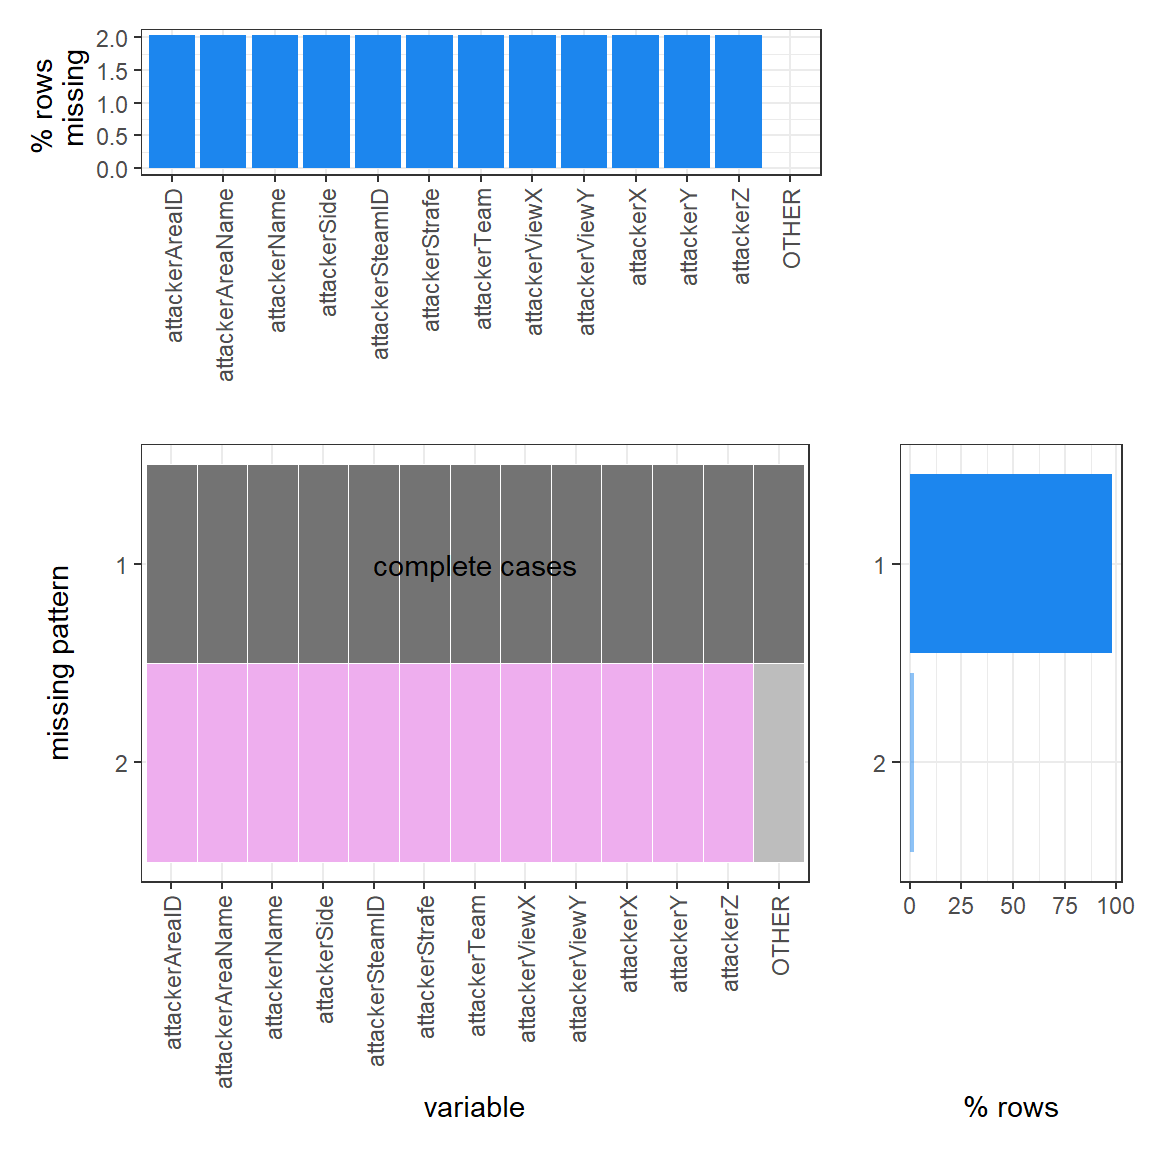 % rows
missing
2.0
1.5
1.0
0.5
0.0
attackerAreaID
attackerAreaName
attackerName
attackerSide
attackerSteamID
attackerStrafe
attackerTeam
attackerViewX
attackerViewY
attackerX
attackerY
attackerZ
OTHER
missing pattern
1
2
complete cases
attackerAreaID
attackerAreaName
attackerName
attackerSide
attackerSteamID
attackerStrafe
attackerTeam
attackerViewX
attackerViewY
attackerX
attackerY
attackerZ
OTHER
variable
1
2
0 25 50 75 100
% rows